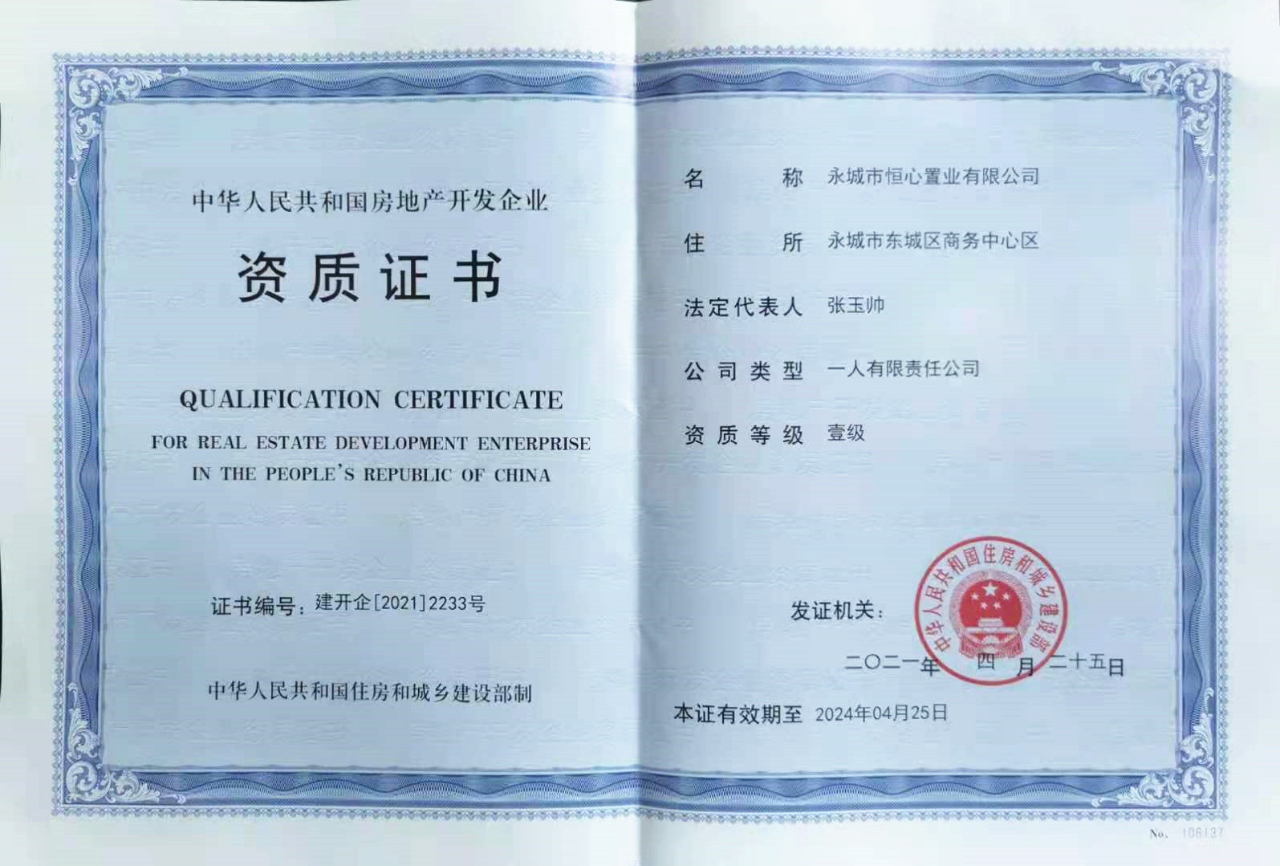 中华人民共和国房地产开发企业
资质证书
QUALIFICATION CERTIFICATE
FOR REAL ESTATE DEVELOPMENT ENTERPRISE
IN THE PEOPLE'S REPUBLIC OF CHINA
证书编号：建开企[2021]2233号
中华人民共和国住房和城乡建设部制
名称 永城市恒心置业有限公司
住所 永城市东城区商务中心区
法定代表人 张玉帅
公司类型 一人有限责任公司
资质等级 壹级
发证机关：
中华人民共和国住房和城乡建设部
二〇二一年 四月 二十五日
本证有效期至 2024年04月25日
No. 106137